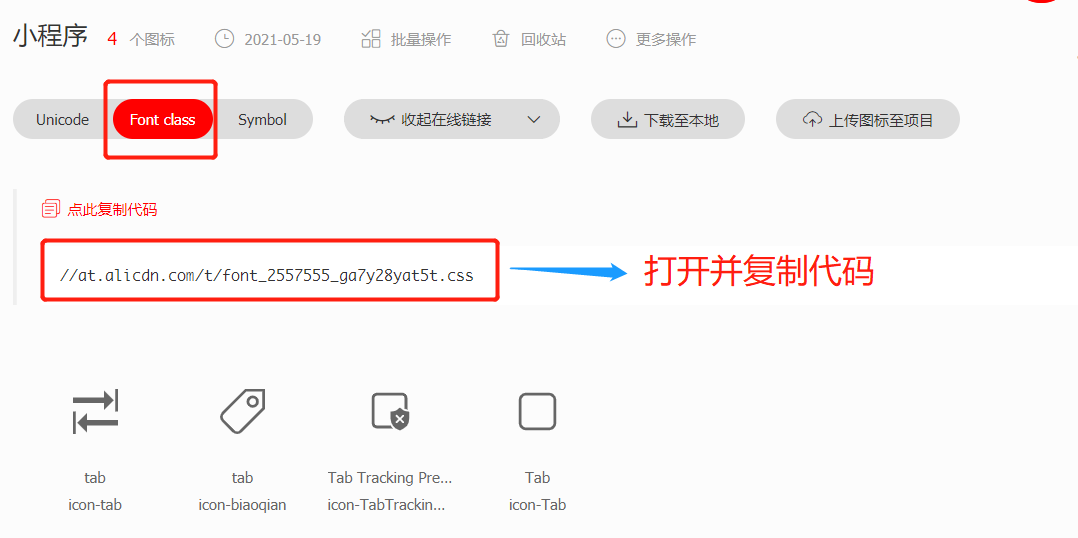 小程序 4 个图标 2021-05-19 批量操作 回收站 更多操作
Unicode Font class Symbol 收起在线链接 下载至本地 上传图标至项目
点此复制代码
//at.alicdn.com/t/font_2557555_ga7y28yat5t.css 打开并复制代码
tab tab Tab Tracking Pre... Tab
icon-tab icon-biaoqian icon-TabTrackin... icon-Tab